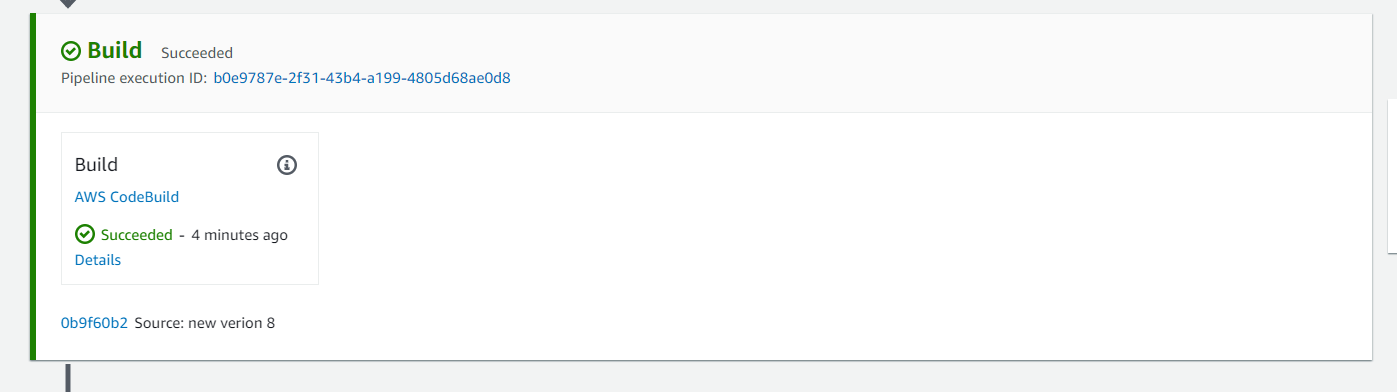 Build Succeeded
Pipeline execution ID: b0e9787e-2f31-43b4-a199-4805d68ae0d8
Build
AWS CodeBuild
Succeeded - 4 minutes ago
Details
0b9f60b2 Source: new verion 8